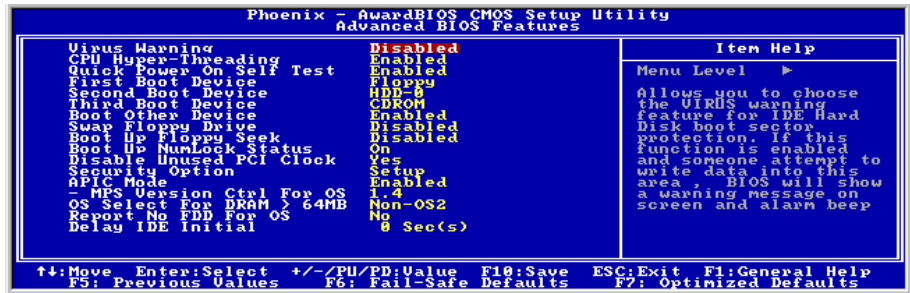 Phoenix - AwardBIOS CMOS Setup Utility
Advanced BIOS Features
Virus Warning Disabled
CPU Hyper-Threading Enabled
Quick Power On Self Test Enabled
First Boot Device Floppy
Second Boot Device HDD-0
Third Boot Device CDROM
Boot Other Device Enabled
Swap Floppy Drive Disabled
Boot Up Floppy Seek Disabled
Boot Up NumLock Status On
Disable Unused PCI Clock Yes
Security Option Setup
APIC Mode Enabled
- MPS Version Ctrl For OS 1.4
OS Select For DRAM > 64MB Non-OS2
Report No FDD For OS No
Delay IDE Initial 0 Sec(s)
Item Help
Menu Level ►
Allows you to choose
the VIRUS warning
feature for IDE Hard
Disk boot sector
protection. If this
function is enabled
and someone attempt to
write data into this
area , BIOS will show
a warning message on
screen and alarm beep
↑↓:Move Enter:Select +/-/PU/PD:Value F10:Save ESC:Exit F1:General Help
F5: Previous Values F6: Fail-Safe Defaults F7: Optimized Defaults